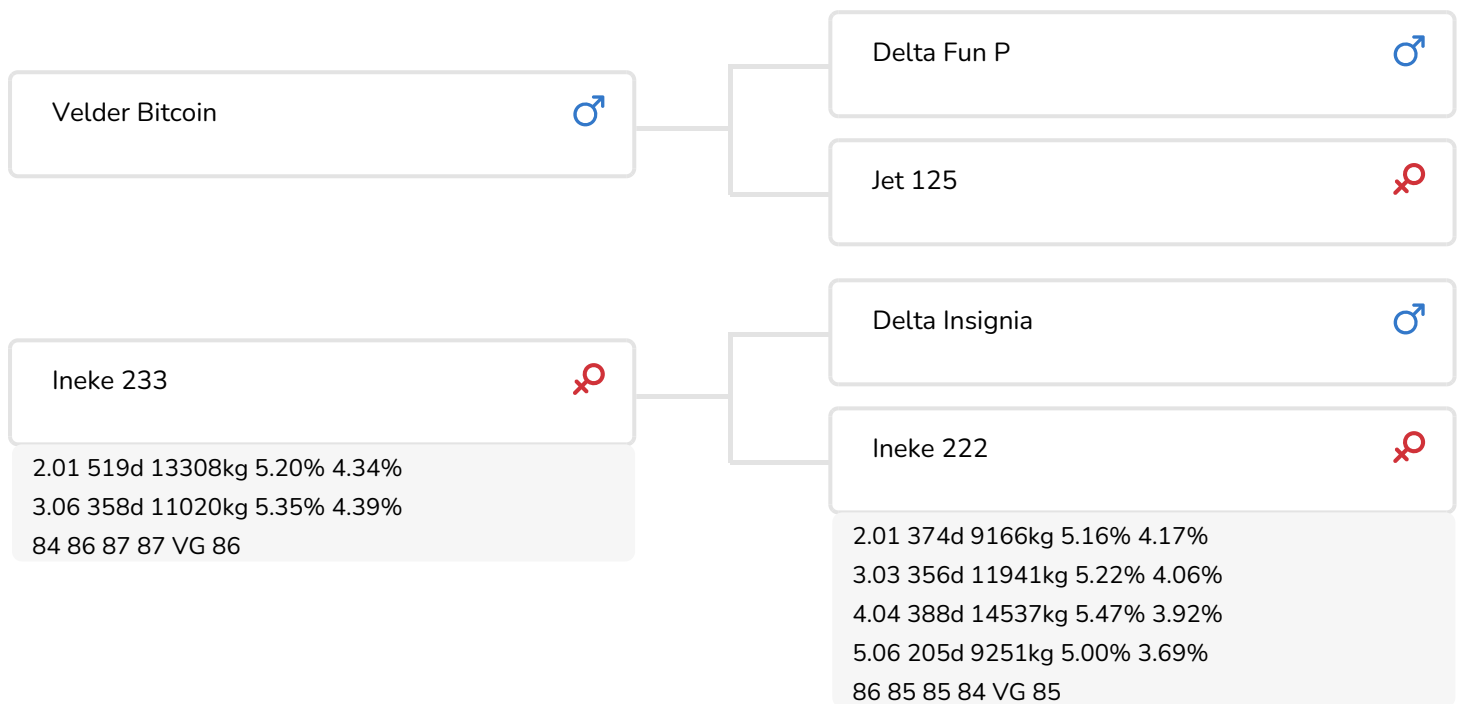 Velder Bitcoin
Delta Fun P
Jet 125
Ineke 233
2.01 519d 13308kg 5.20% 4.34%
3.06 358d 11020kg 5.35% 4.39%
84 86 87 87 VG 86
Delta Insignia
Ineke 222
2.01 374d 9166kg 5.16% 4.17%
3.03 356d 11941kg 5.22% 4.06%
4.04 388d 14537kg 5.47% 3.92%
5.06 205d 9251kg 5.00% 3.69%
86 85 85 84 VG 85